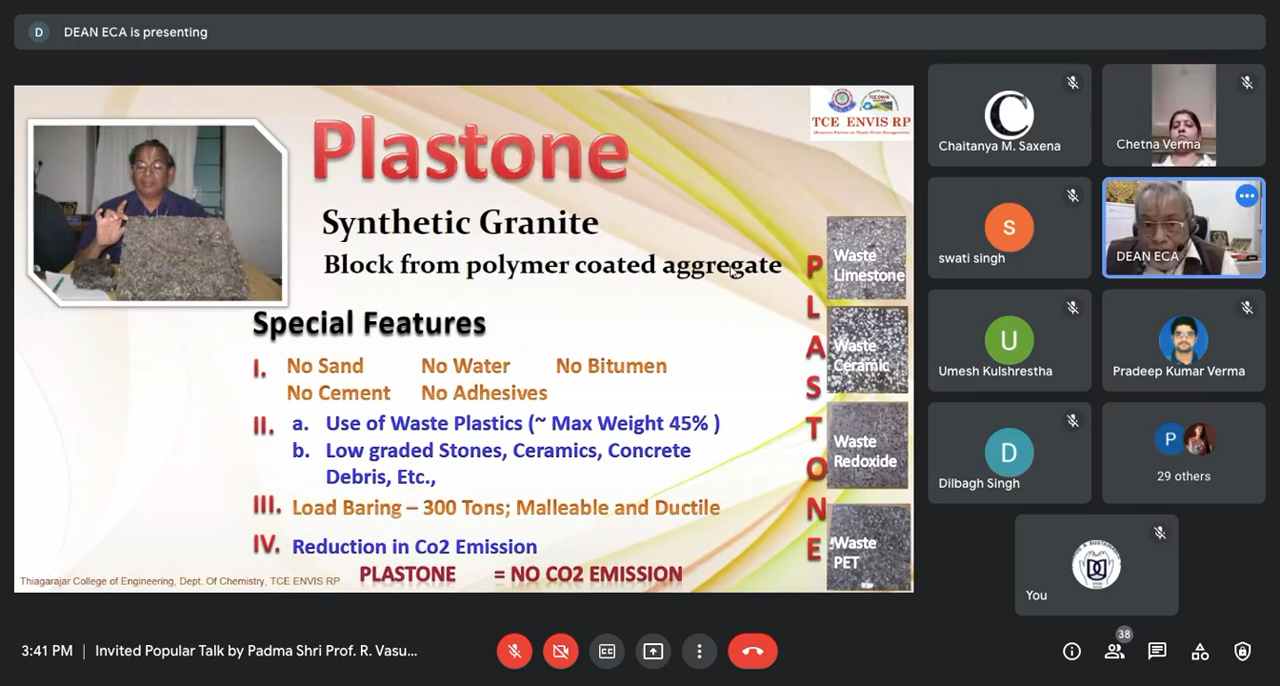 D DEAN ECA is presenting
TCE ENVIS RP
Plastone
Synthetic Granite
Block from polymer coated aggregate
Special Features
I. No Sand No Water No Bitumen
No Cement No Adhesives
II. a. Use of Waste Plastics (~ Max Weight 45% )
b. Low graded Stones, Ceramics, Concrete
Debris, Etc.,
III. Load Baring – 300 Tons; Malleable and Ductile
IV. Reduction in Co2 Emission
PLASTONE = NO CO2 EMISSION
Thiagarajar College of Engineering, Dept. Of Chemistry, TCE ENVIS RP
PLASTONE
Waste
Limestone
Waste
Ceramic
Waste
Redoxide
Waste
PET
C
Chaitanya M. Saxena
Chetna Verma
S
swati singh
DEAN ECA
U
Umesh Kulshrestha
Pradeep Kumar Verma
D
Dilbagh Singh
P
29 others
You
3:41 PM | Invited Popular Talk by Padma Shri Prof. R. Vasu...
CC
38